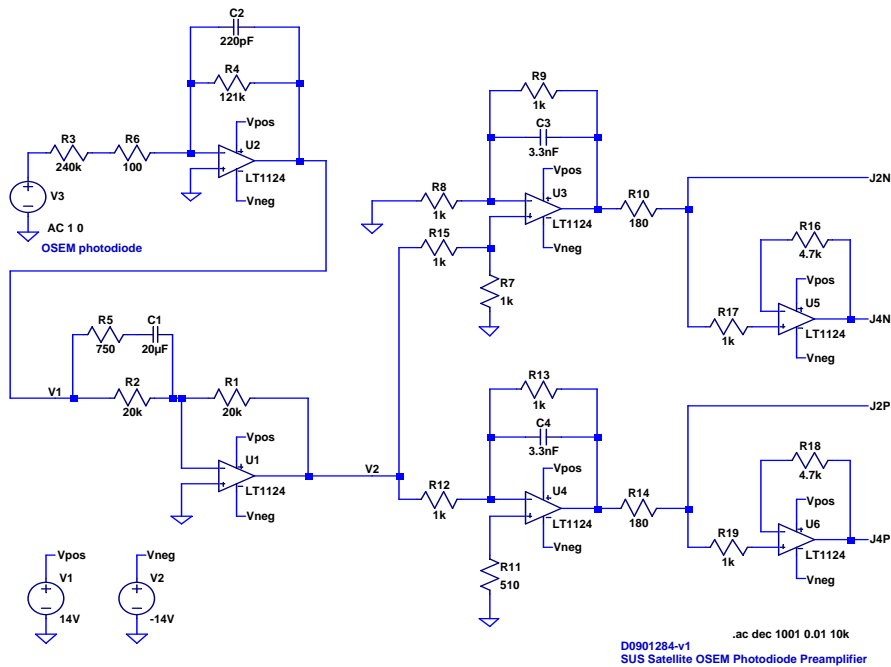 C2
220pF
R4
121k
Vpos
U2
R3
240k
R6
100
LT1124
Vneg
V3
AC 1 0
OSEM photodiode
R9
1k
C3
3.3nF
Vpos
U3
R8
1k
LT1124
R10
180
J2N
R15
1k
Vneg
R7
1k
R16
4.7k
Vpos
U5
R17
1k
LT1124
J4N
Vneg
R5
750
C1
20µF
V1
R2
20k
R1
20k
Vpos
U1
LT1124
Vneg
V2
R13
1k
C4
3.3nF
Vpos
U4
R12
1k
LT1124
R14
180
J2P
Vneg
R11
510
R18
4.7k
Vpos
U6
R19
1k
LT1124
J4P
Vneg
Vpos
V1
14V
Vneg
V2
-14V
.ac dec 1001 0.01 10k
D0901284-v1
SUS Satellite OSEM Photodiode Preamplifier